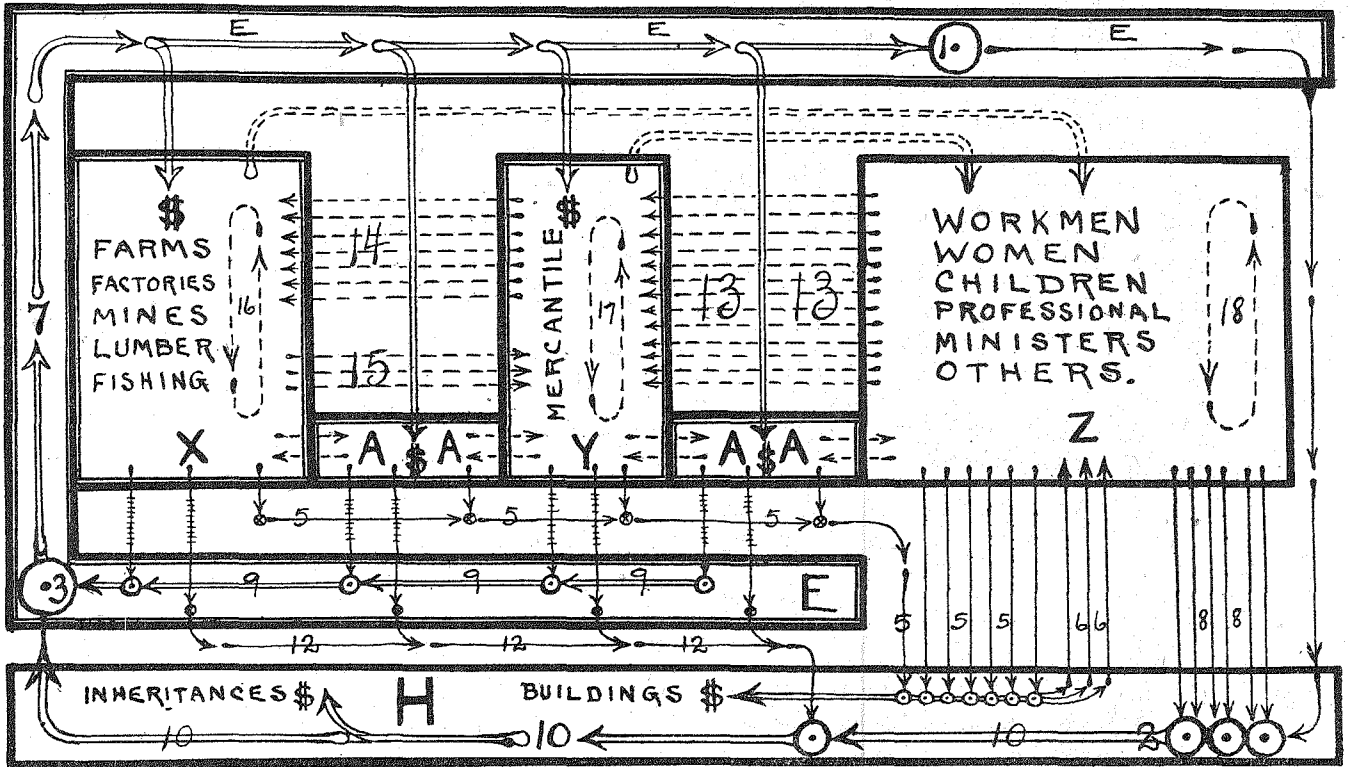 E E E
1
7
$
FARMS
FACTORIES
MINES
LUMBER
FISHING
16
X
14
15
A $ A
$
MERCANTILE
17
Y
13 13
A $ A
WORKMEN
WOMEN
CHILDREN
PROFESSIONAL
MINISTERS
OTHERS.
18
Z
5 5 5
3 9 9 9 E
5 5 5 6 6 8 8
12 12 12
INHERITANCES $ H BUILDINGS $
10 10 10 2